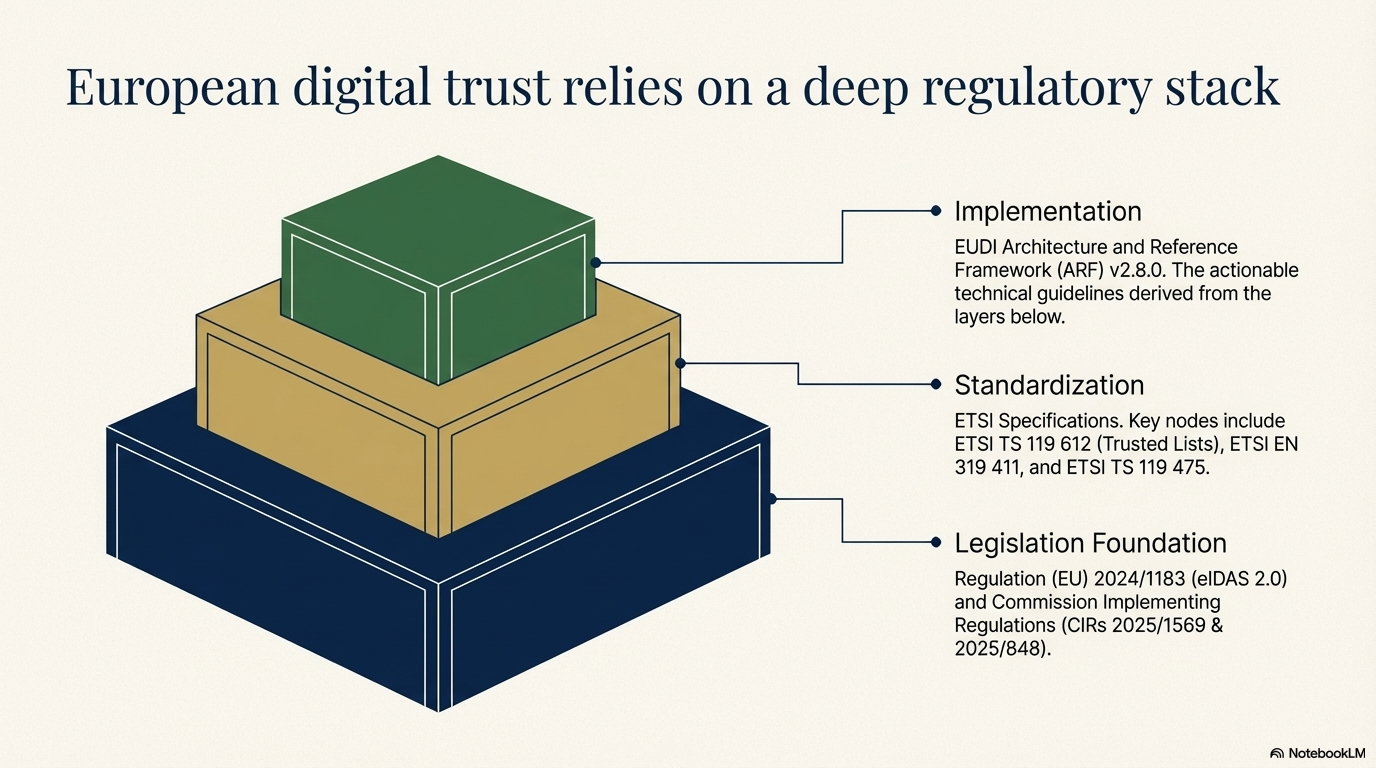 European digital trust relies on a deep regulatory stack
Implementation
EUDI Architecture and Reference
Framework (ARF) v2.8.0. The actionable
technical guidelines derived from the
layers below.
Standardization
ETSI Specifications. Key nodes include
ETSI TS 119 612 (Trusted Lists), ETSI EN
319 411, and ETSI TS 119 475.
Legislation Foundation
Regulation (EU) 2024/1183 (eIDAS 2.0)
and Commission Implementing
Regulations (CIRs 2025/1569 &
2025/848).
NotebookLM